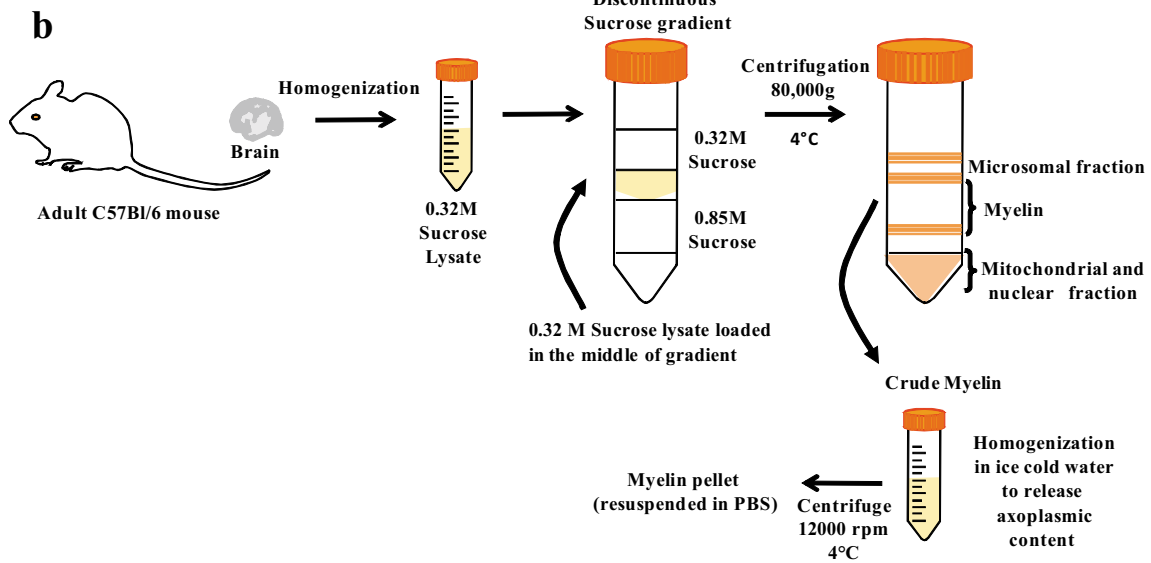 b
Discontinuous
Sucrose gradient
Homogenization
Brain
Adult C57Bl/6 mouse
0.32M
Sucrose
Lysate
0.32M
Sucrose
0.85M
Sucrose
0.32 M Sucrose lysate loaded
in the middle of gradient
Centrifugation
80,000g
4°C
Microsomal fraction
Myelin
Mitochondrial and
nuclear fraction
Crude Myelin
Homogenization
in ice cold water
to release
axoplasmic
content
Centrifuge
12000 rpm
4°C
Myelin pellet
(resuspended in PBS)